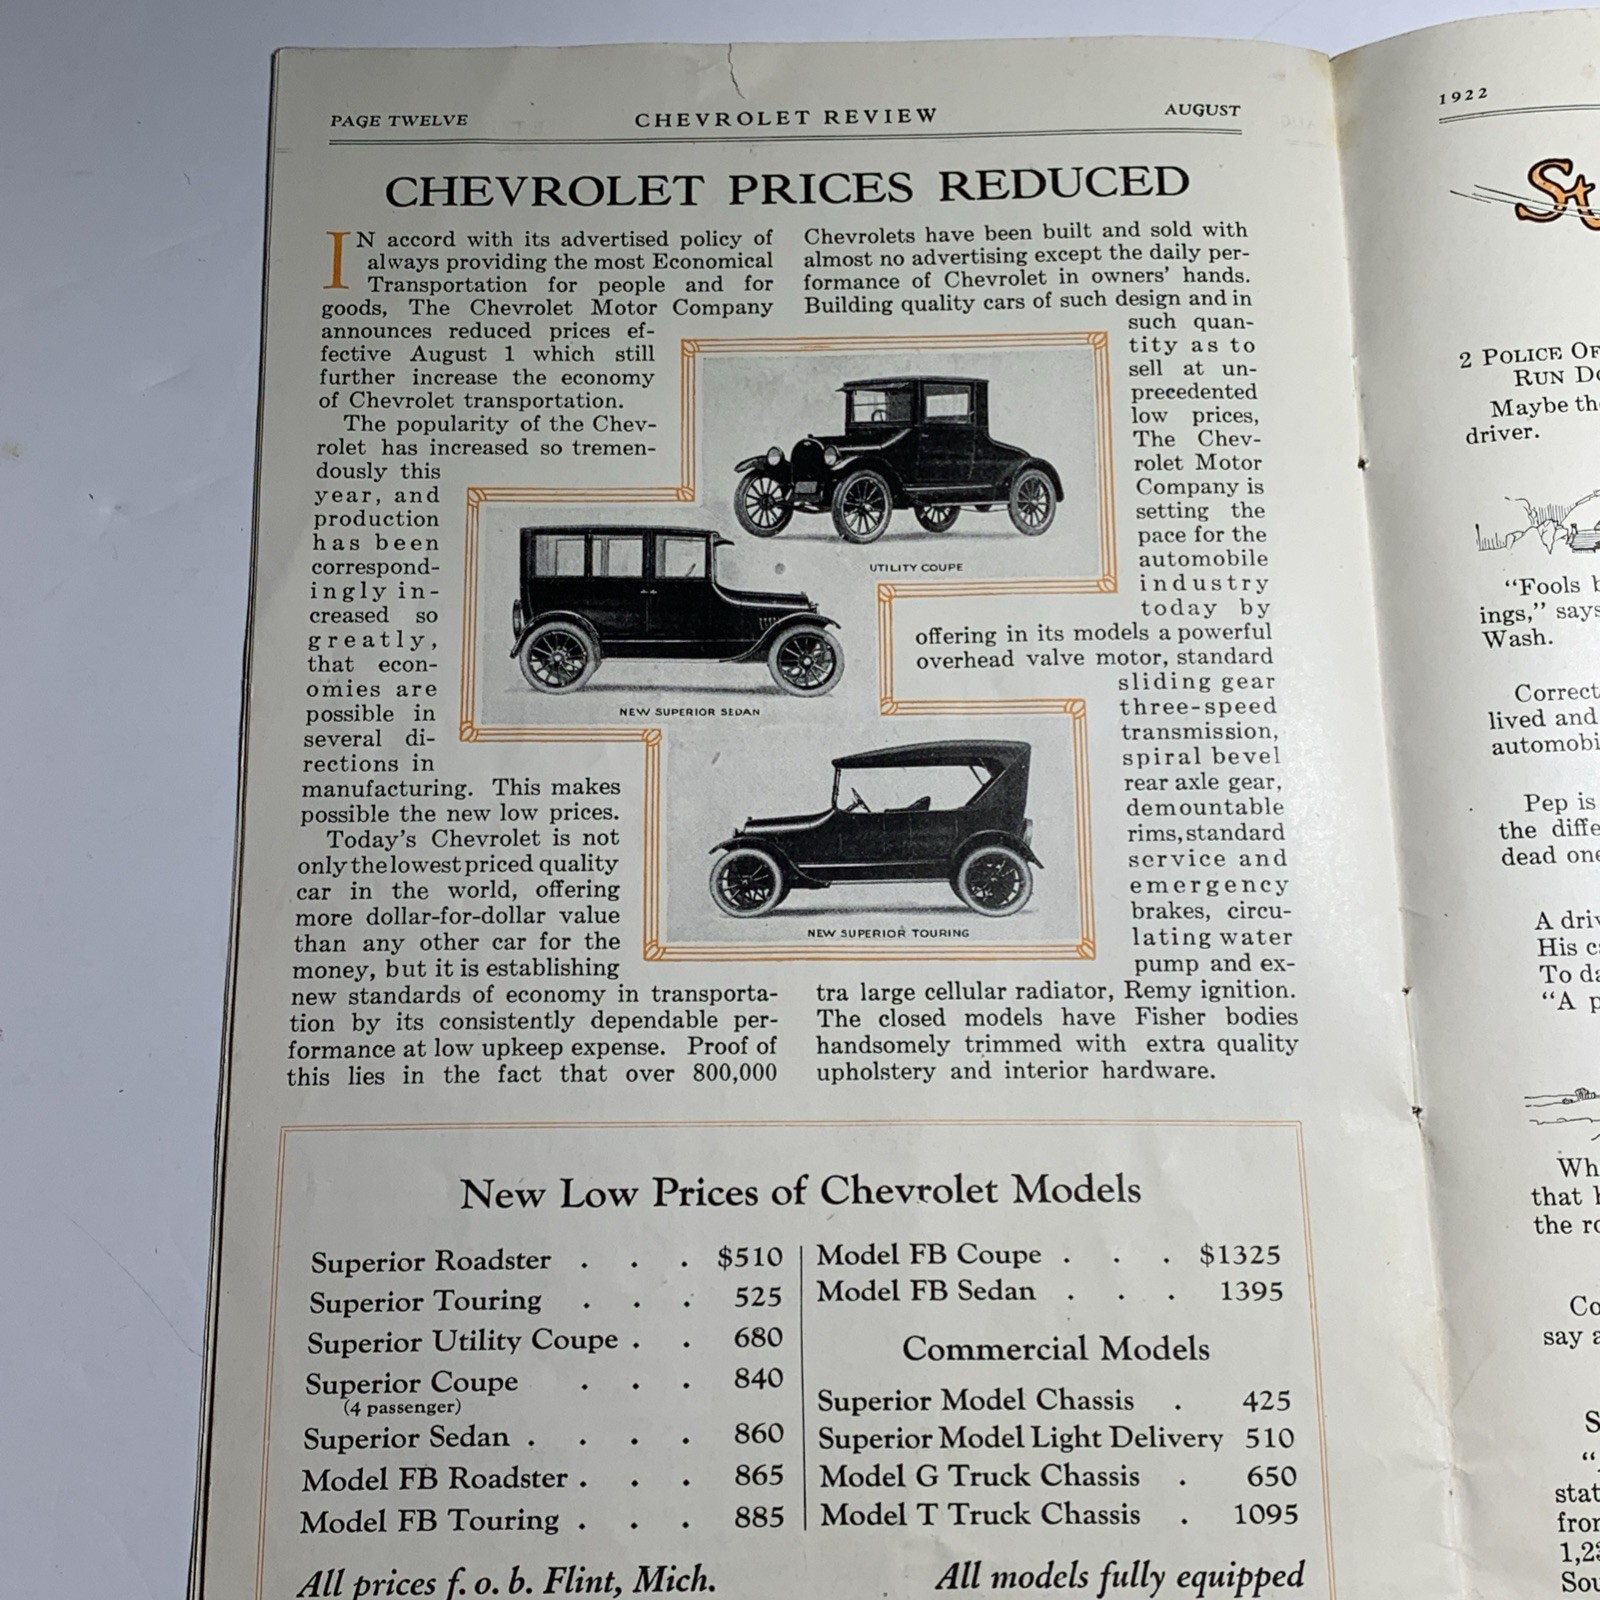 PAGE TWELVE CHEVROLET REVIEW AUGUST
CHEVROLET PRICES REDUCED
IN accord with its advertised policy of
always providing the most Economical
Transportation for people and for
goods, The Chevrolet Motor Company
announces reduced prices ef-
fective August 1 which still
further increase the economy
of Chevrolet transportation.
The popularity of the Chev-
rolet has increased so tremen-
dously this
year, and
production
has been
correspond-
ingly in-
creased so
greatly,
that econ-
omies are
possible in
several di-
rections in
manufacturing. This makes
possible the new low prices.
Today's Chevrolet is not
only the lowest priced quality
car in the world, offering
more dollar-for-dollar value
than any other car for the
money, but it is establishing
new standards of economy in transporta-
tion by its consistently dependable per-
formance at low upkeep expense. Proof of
this lies in the fact that over 800,000
Chevrolets have been built and sold with
almost no advertising except the daily per-
formance of Chevrolet in owners' hands.
Building quality cars of such design and in
such quan-
tity as to
sell at un-
precedented
low prices,
The Chev-
rolet Motor
Company is
setting the
pace for the
automobile
industry
today by
offering in its models a powerful
overhead valve motor, standard
sliding gear
three-speed
transmission,
spiral bevel
rear axle gear,
demountable
rims, standard
service and
emergency
brakes, circu-
lating water
pump and ex-
tra large cellular radiator, Remy ignition.
The closed models have Fisher bodies
handsomely trimmed with extra quality
upholstery and interior hardware.
UTILITY COUPE
NEW SUPERIOR SEDAN
NEW SUPERIOR TOURING
New Low Prices of Chevrolet Models
Superior Roadster . . . $510
Superior Touring . . . 525
Superior Utility Coupe . . 680
Superior Coupe . . . 840
(4 passenger)
Superior Sedan . . . . 860
Model FB Roadster . . . 865
Model FB Touring . . . 885
Model FB Coupe . . . $1325
Model FB Sedan . . . 1395
Commercial Models
Superior Model Chassis . 425
Superior Model Light Delivery 510
Model G Truck Chassis . 650
Model T Truck Chassis . 1095
All prices f. o. b. Flint, Mich. All models fully equipped
1922
2 POLICE
RUN
Maybe
driver.
"Fools
ings," says
Wash.
Correct
lived and
automobi
Pep is
the
dead
A
His
To
"A
Wh
that
the
say
1,2